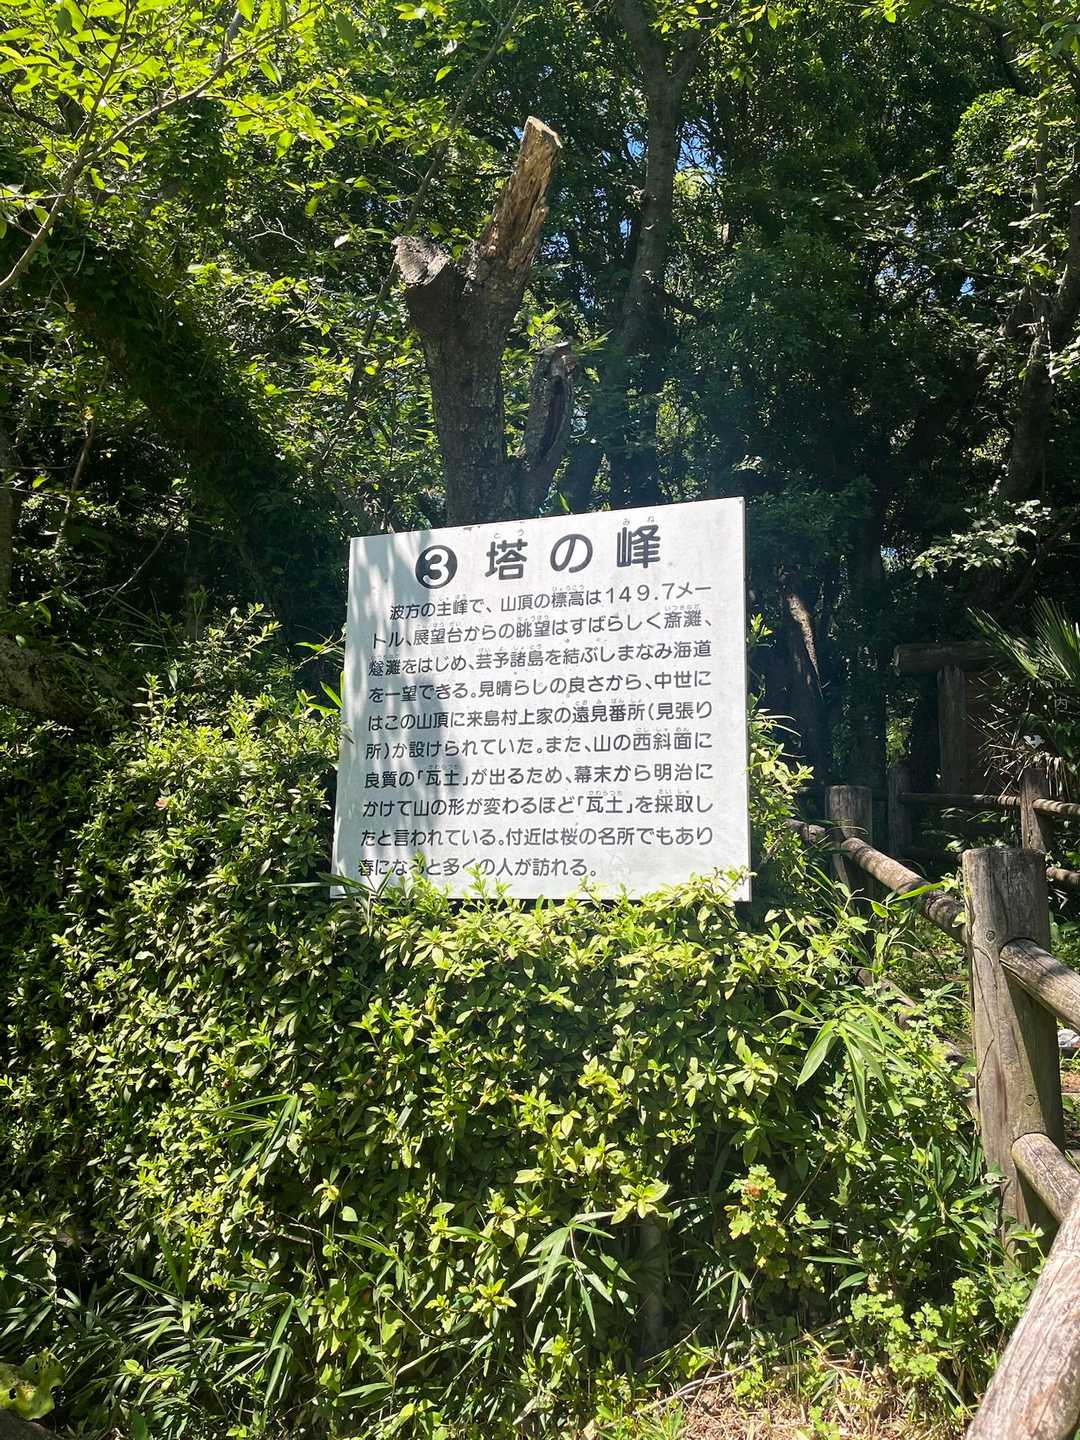 ❸ 塔の峰
波方の主峰で、山頂の標高は149.7メー
トル、展望台からの眺望はすばらしく斎灘、
燧灘をはじめ、芸予諸島を結ぶしまなみ海道
を一望できる。見晴らしの良さから、中世に
はこの山頂に来島村上家の遠見番所(見張り
所)か設けられていた。また、山の西斜面に
良質の「瓦土」が出るため、幕末から明治に
かけて山の形が変わるほど「瓦土」を採取し
たと言われている。付近は桜の名所でもあり
春になると多くの人が訪れる。